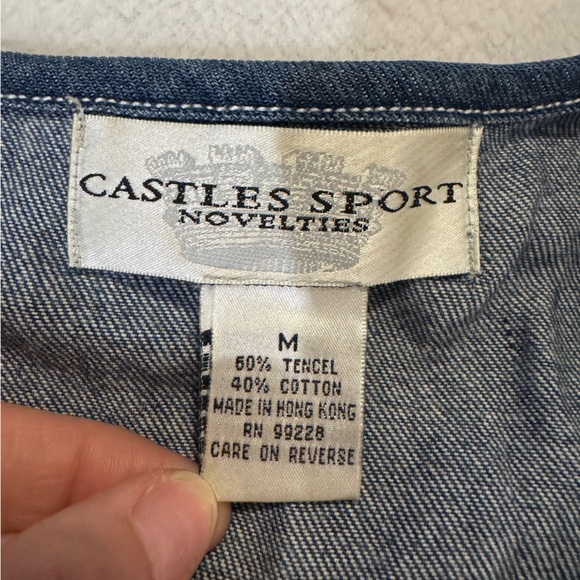 CASTLES SPORT
NOVELTIES
M
60% TENCEL
40% COTTON
MADE IN HONG KONG
RN 99228
CARE ON REVERSE